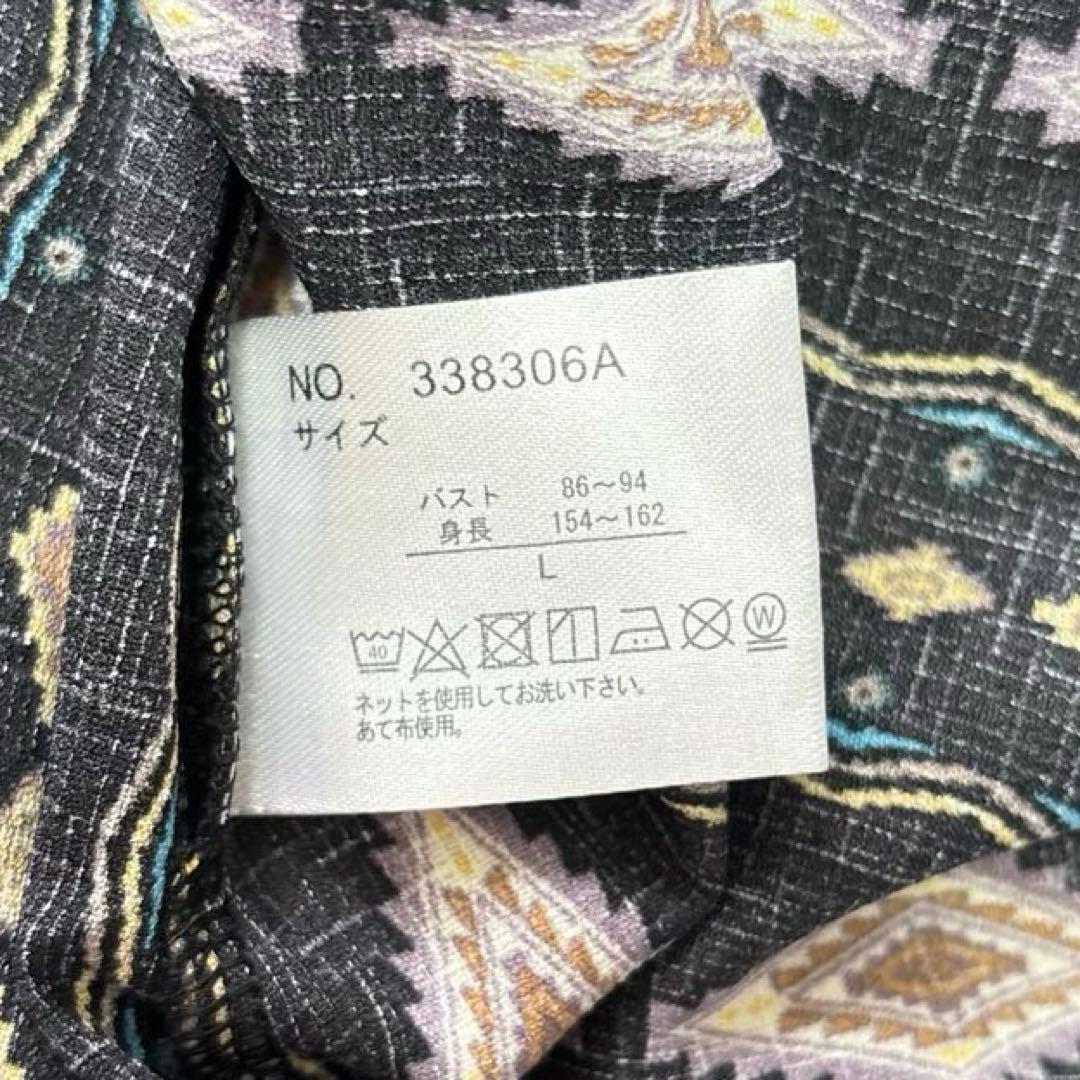 NO. 338306A
サイズ
バスト 86～94
身長 154～162
L
40 W
ネットを使用してお洗い下さい。
あて布使用。